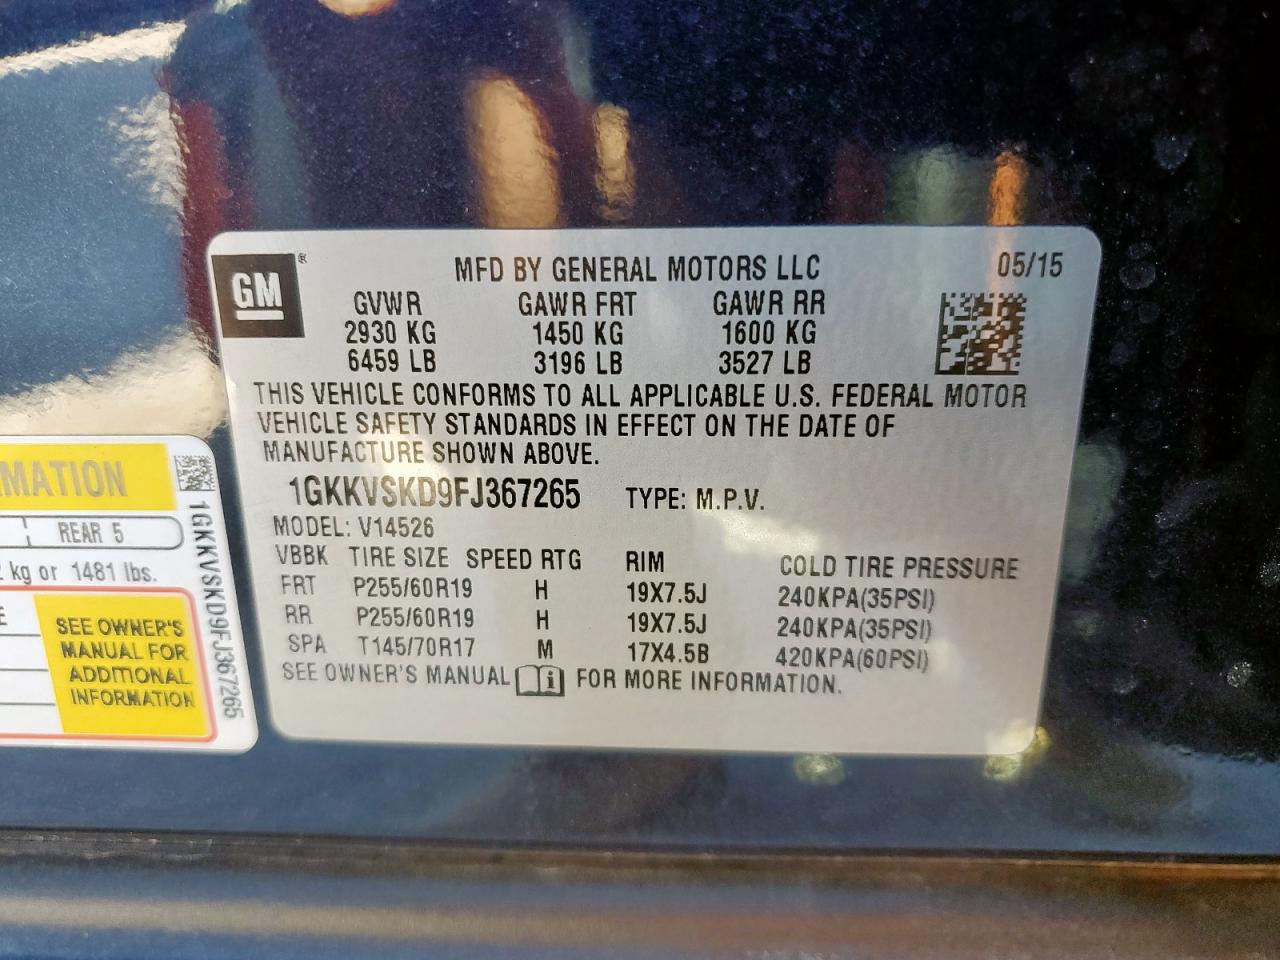 GM®
MFD BY GENERAL MOTORS LLC 05/15
GVWR GAWR FRT GAWR RR
2930 KG 1450 KG 1600 KG
6459 LB 3196 LB 3527 LB
THIS VEHICLE CONFORMS TO ALL APPLICABLE U.S. FEDERAL MOTOR
VEHICLE SAFETY STANDARDS IN EFFECT ON THE DATE OF
MANUFACTURE SHOWN ABOVE.
1GKKVSKD9FJ367265 TYPE: M.P.V.
MODEL: V14526
VBBK TIRE SIZE SPEED RTG RIM COLD TIRE PRESSURE
FRT P255/60R19 H 19X7.5J 240KPA(35PSI)
RR P255/60R19 H 19X7.5J 240KPA(35PSI)
SPA T145/70R17 M 17X4.5B 420KPA(60PSI)
SEE OWNER'S MANUAL i FOR MORE INFORMATION.
MATION
REAR 5
kg or 1481 lbs.
SEE OWNER'S
MANUAL FOR
ADDITIONAL
INFORMATION
1GKKVSKD9FJ367265